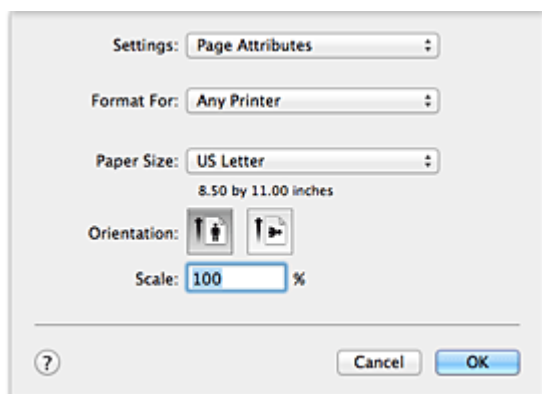 Settings: Page Attributes
Format For: Any Printer
Paper Size: US Letter
8.50 by 11.00 inches
Orientation:
Scale: 100 %
? Cancel OK